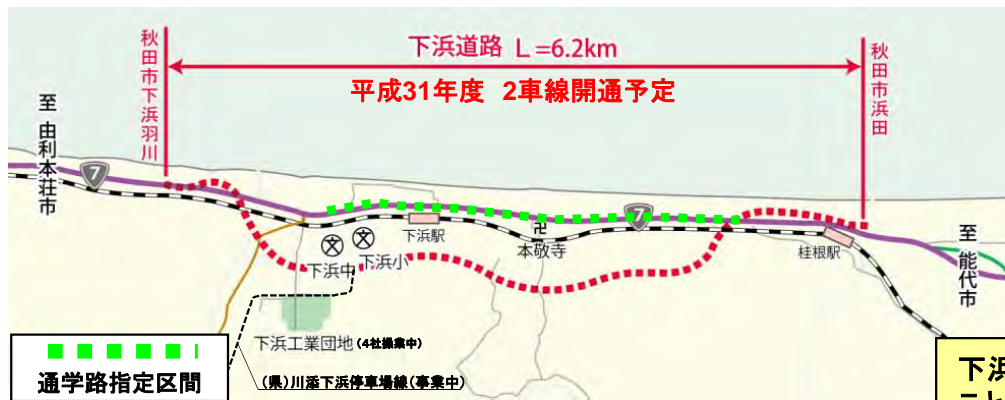 下浜道路 L=6.2km
平成31年度 2車線開通予定
秋田市下浜羽川
秋田市浜田
至 由利本荘市
7
7
下浜駅
本敬寺
桂根駅
至 能代市
文
文
下浜中
下浜小
下浜工業団地(4社操業中)
(県)川添下浜停車場線(事業中)
通学路指定区間
下浜